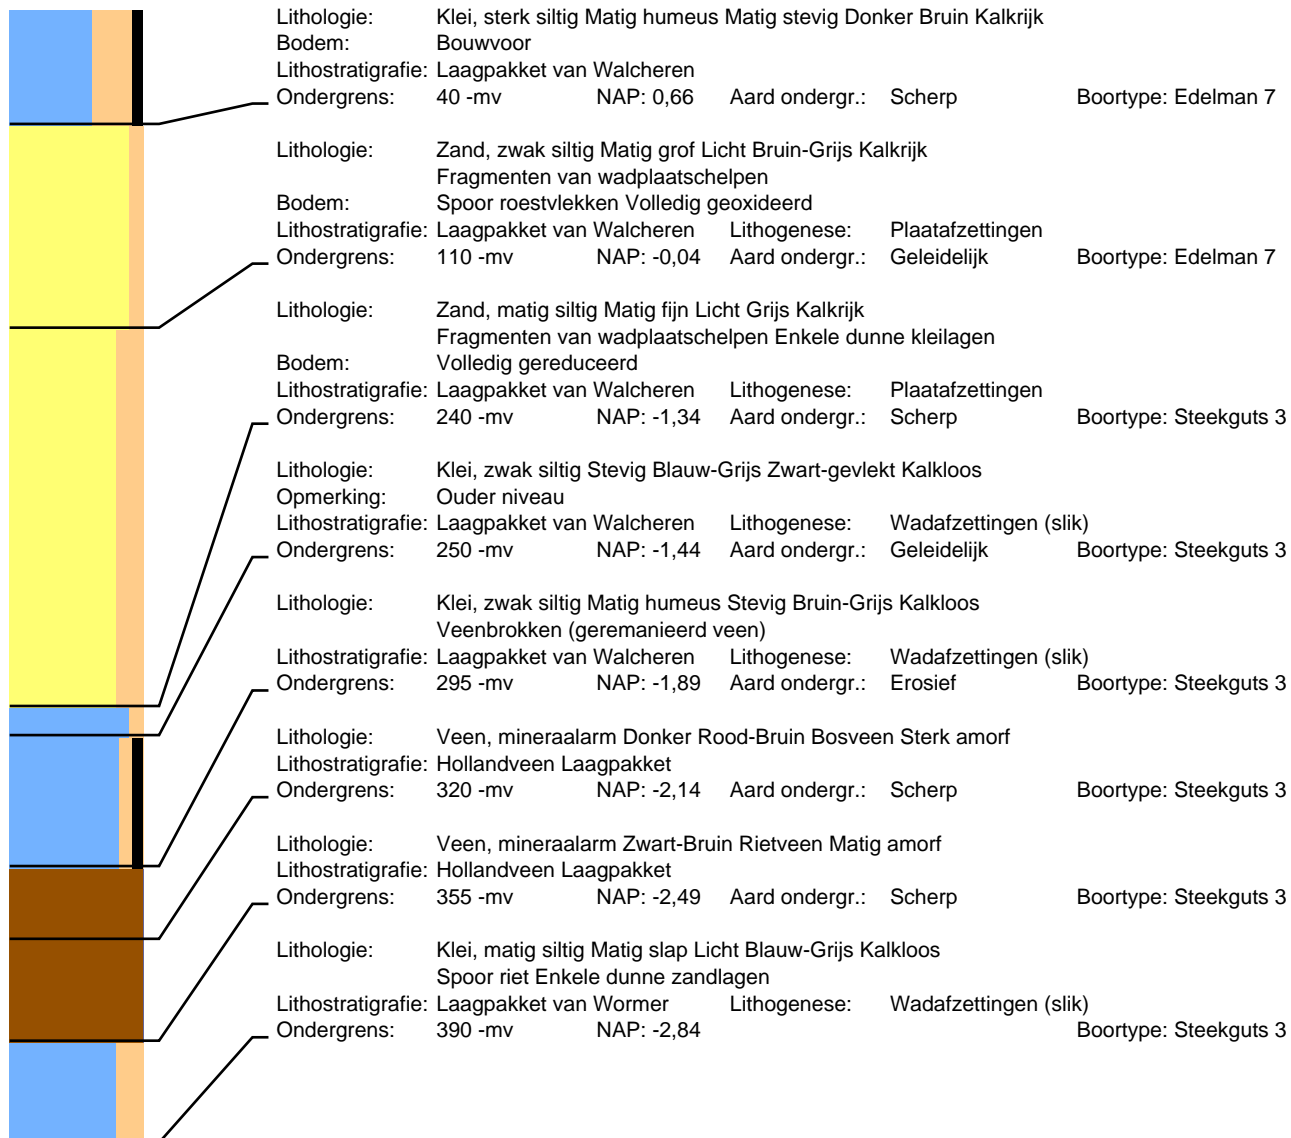 Lithologie: Klei, sterk siltig Matig humeus Matig stevig Donker Bruin Kalkrijk
Bodem: Bouwvoor
Lithostratigrafie: Laagpakket van Walcheren
Ondergrens: 40 -mv NAP: 0,66 Aard ondergr.: Scherp Boortype: Edelman 7
Lithologie: Zand, zwak siltig Matig grof Licht Bruin-Grijs Kalkrijk
Fragmenten van wadplaatschelpen
Bodem: Spoor roestvlekken Volledig geoxideerd
Lithostratigrafie: Laagpakket van Walcheren Lithogenese: Plaatafzettingen
Ondergrens: 110 -mv NAP: -0,04 Aard ondergr.: Geleidelijk Boortype: Edelman 7
Lithologie: Zand, matig siltig Matig fijn Licht Grijs Kalkrijk
Fragmenten van wadplaatschelpen Enkele dunne kleilagen
Bodem: Volledig gereduceerd
Lithostratigrafie: Laagpakket van Walcheren Lithogenese: Plaatafzettingen
Ondergrens: 240 -mv NAP: -1,34 Aard ondergr.: Scherp Boortype: Steekguts 3
Lithologie: Klei, zwak siltig Stevig Blauw-Grijs Zwart-gevlekt Kalkloos
Opmerking: Ouder niveau
Lithostratigrafie: Laagpakket van Walcheren Lithogenese: Wadafzettingen (slik)
Ondergrens: 250 -mv NAP: -1,44 Aard ondergr.: Geleidelijk Boortype: Steekguts 3
Lithologie: Klei, zwak siltig Matig humeus Stevig Bruin-Grijs Kalkloos
Veenbrokken (geremanieerd veen)
Lithostratigrafie: Laagpakket van Walcheren Lithogenese: Wadafzettingen (slik)
Ondergrens: 295 -mv NAP: -1,89 Aard ondergr.: Erosief Boortype: Steekguts 3
Lithologie: Veen, mineraalarm Donker Rood-Bruin Bosveen Sterk amorf
Lithostratigrafie: Hollandveen Laagpakket
Ondergrens: 320 -mv NAP: -2,14 Aard ondergr.: Scherp Boortype: Steekguts 3
Lithologie: Veen, mineraalarm Zwart-Bruin Rietveen Matig amorf
Lithostratigrafie: Hollandveen Laagpakket
Ondergrens: 355 -mv NAP: -2,49 Aard ondergr.: Scherp Boortype: Steekguts 3
Lithologie: Klei, matig siltig Matig slap Licht Blauw-Grijs Kalkloos
Spoor riet Enkele dunne zandlagen
Lithostratigrafie: Laagpakket van Wormer Lithogenese: Wadafzettingen (slik)
Ondergrens: 390 -mv NAP: -2,84 Boortype: Steekguts 3